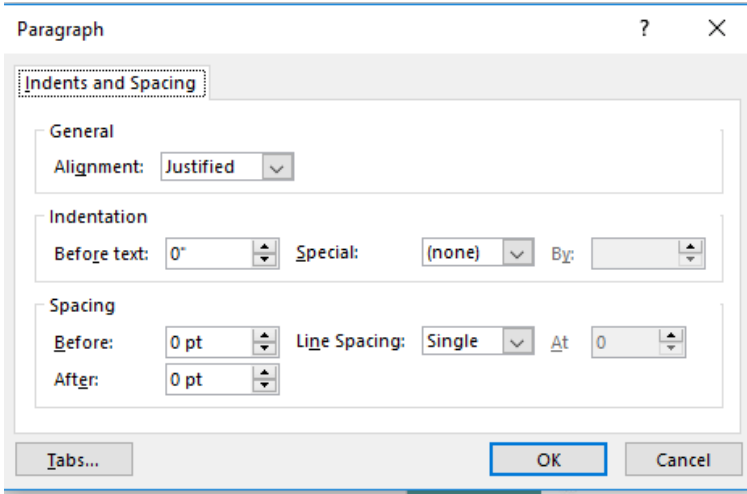 Paragraph ?
Indents and Spacing
General
Alignment: Justified
Indentation
Before text: 0" Special: (none) By:
Spacing
Before: 0 pt Line Spacing: Single At 0
After: 0 pt
Tabs... OK Cancel